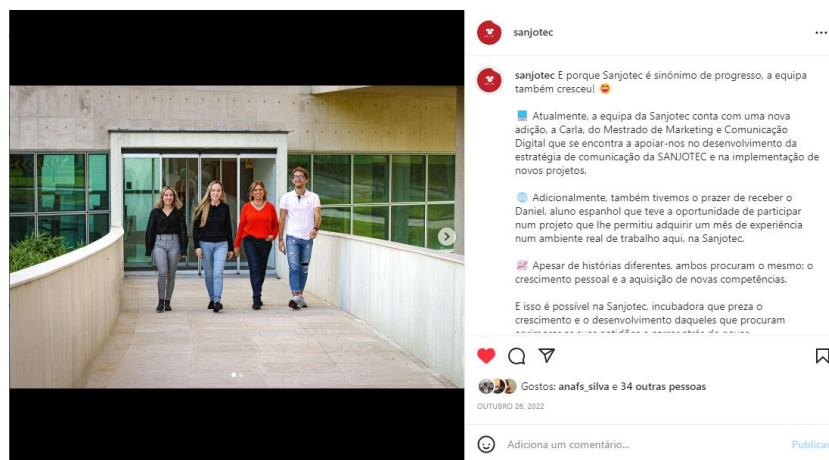 sanjotec
sanjotec E porque Sanjotec é sinónimo de progresso, a equipa
também cresceu! 😄
💻 Atualmente, a equipa da Sanjotec conta com uma nova
adição, a Carla, do Mestrado de Marketing e Comunicação
Digital que se encontra a apoiar-nos no desenvolvimento da
estratégia de comunicação da SANJOTEC e na implementação de
novos projetos.
🌐 Adicionalmente, também tivemos o prazer de receber o
Daniel, aluno espanhol que teve a oportunidade de participar
num projeto que lhe permitiu adquirir um mês de experiência
num ambiente real de trabalho aqui, na Sanjotec.
📈 Apesar de histórias diferentes, ambos procuram o mesmo: o
crescimento pessoal e a aquisição de novas competências.
E isso é possível na Sanjotec, incubadora que preza o
crescimento e o desenvolvimento daqueles que procuram
Gostos: anafs_silva e 34 outras pessoas
OUTUBRO 26, 2022
Adiciona um comentário...
Publicar